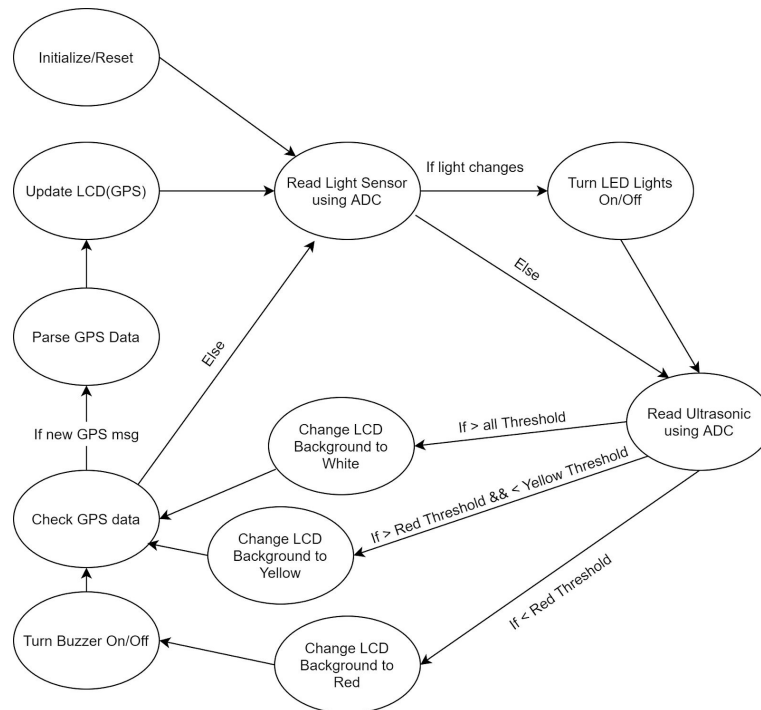 Initialize/Reset
Update LCD(GPS)
Read Light Sensor
using ADC
If light changes
Turn LED Lights
On/Off
Else
Parse GPS Data
Else
If new GPS msg
Change LCD
Background to
White
If > all Threshold
Read Ultrasonic
using ADC
If > Red Threshold && < Yellow Threshold
Check GPS data
Change LCD
Background to
Yellow
If < Red Threshold
Turn Buzzer On/Off
Change LCD
Background to
Red